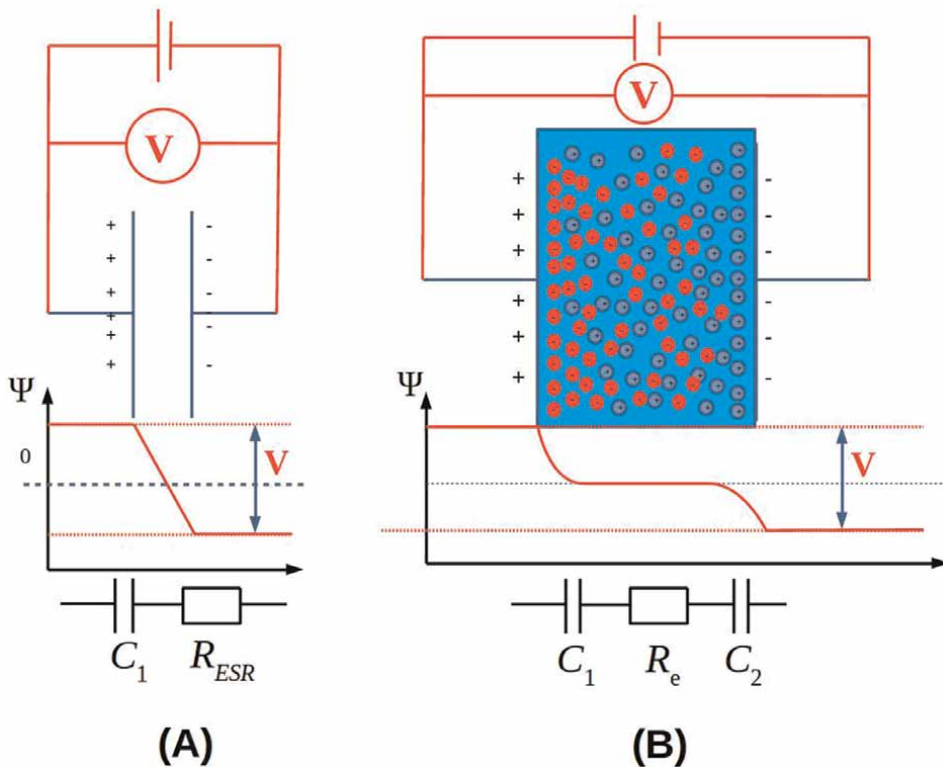 V
V
+ -
+ -
+ -
+ -
+ -
+ -
+ -
+ -
+ -
+ -
+ -
+ -
Ψ
0
V
Ψ
V
C1 RESR
C1 Re C2
(A)
(B)